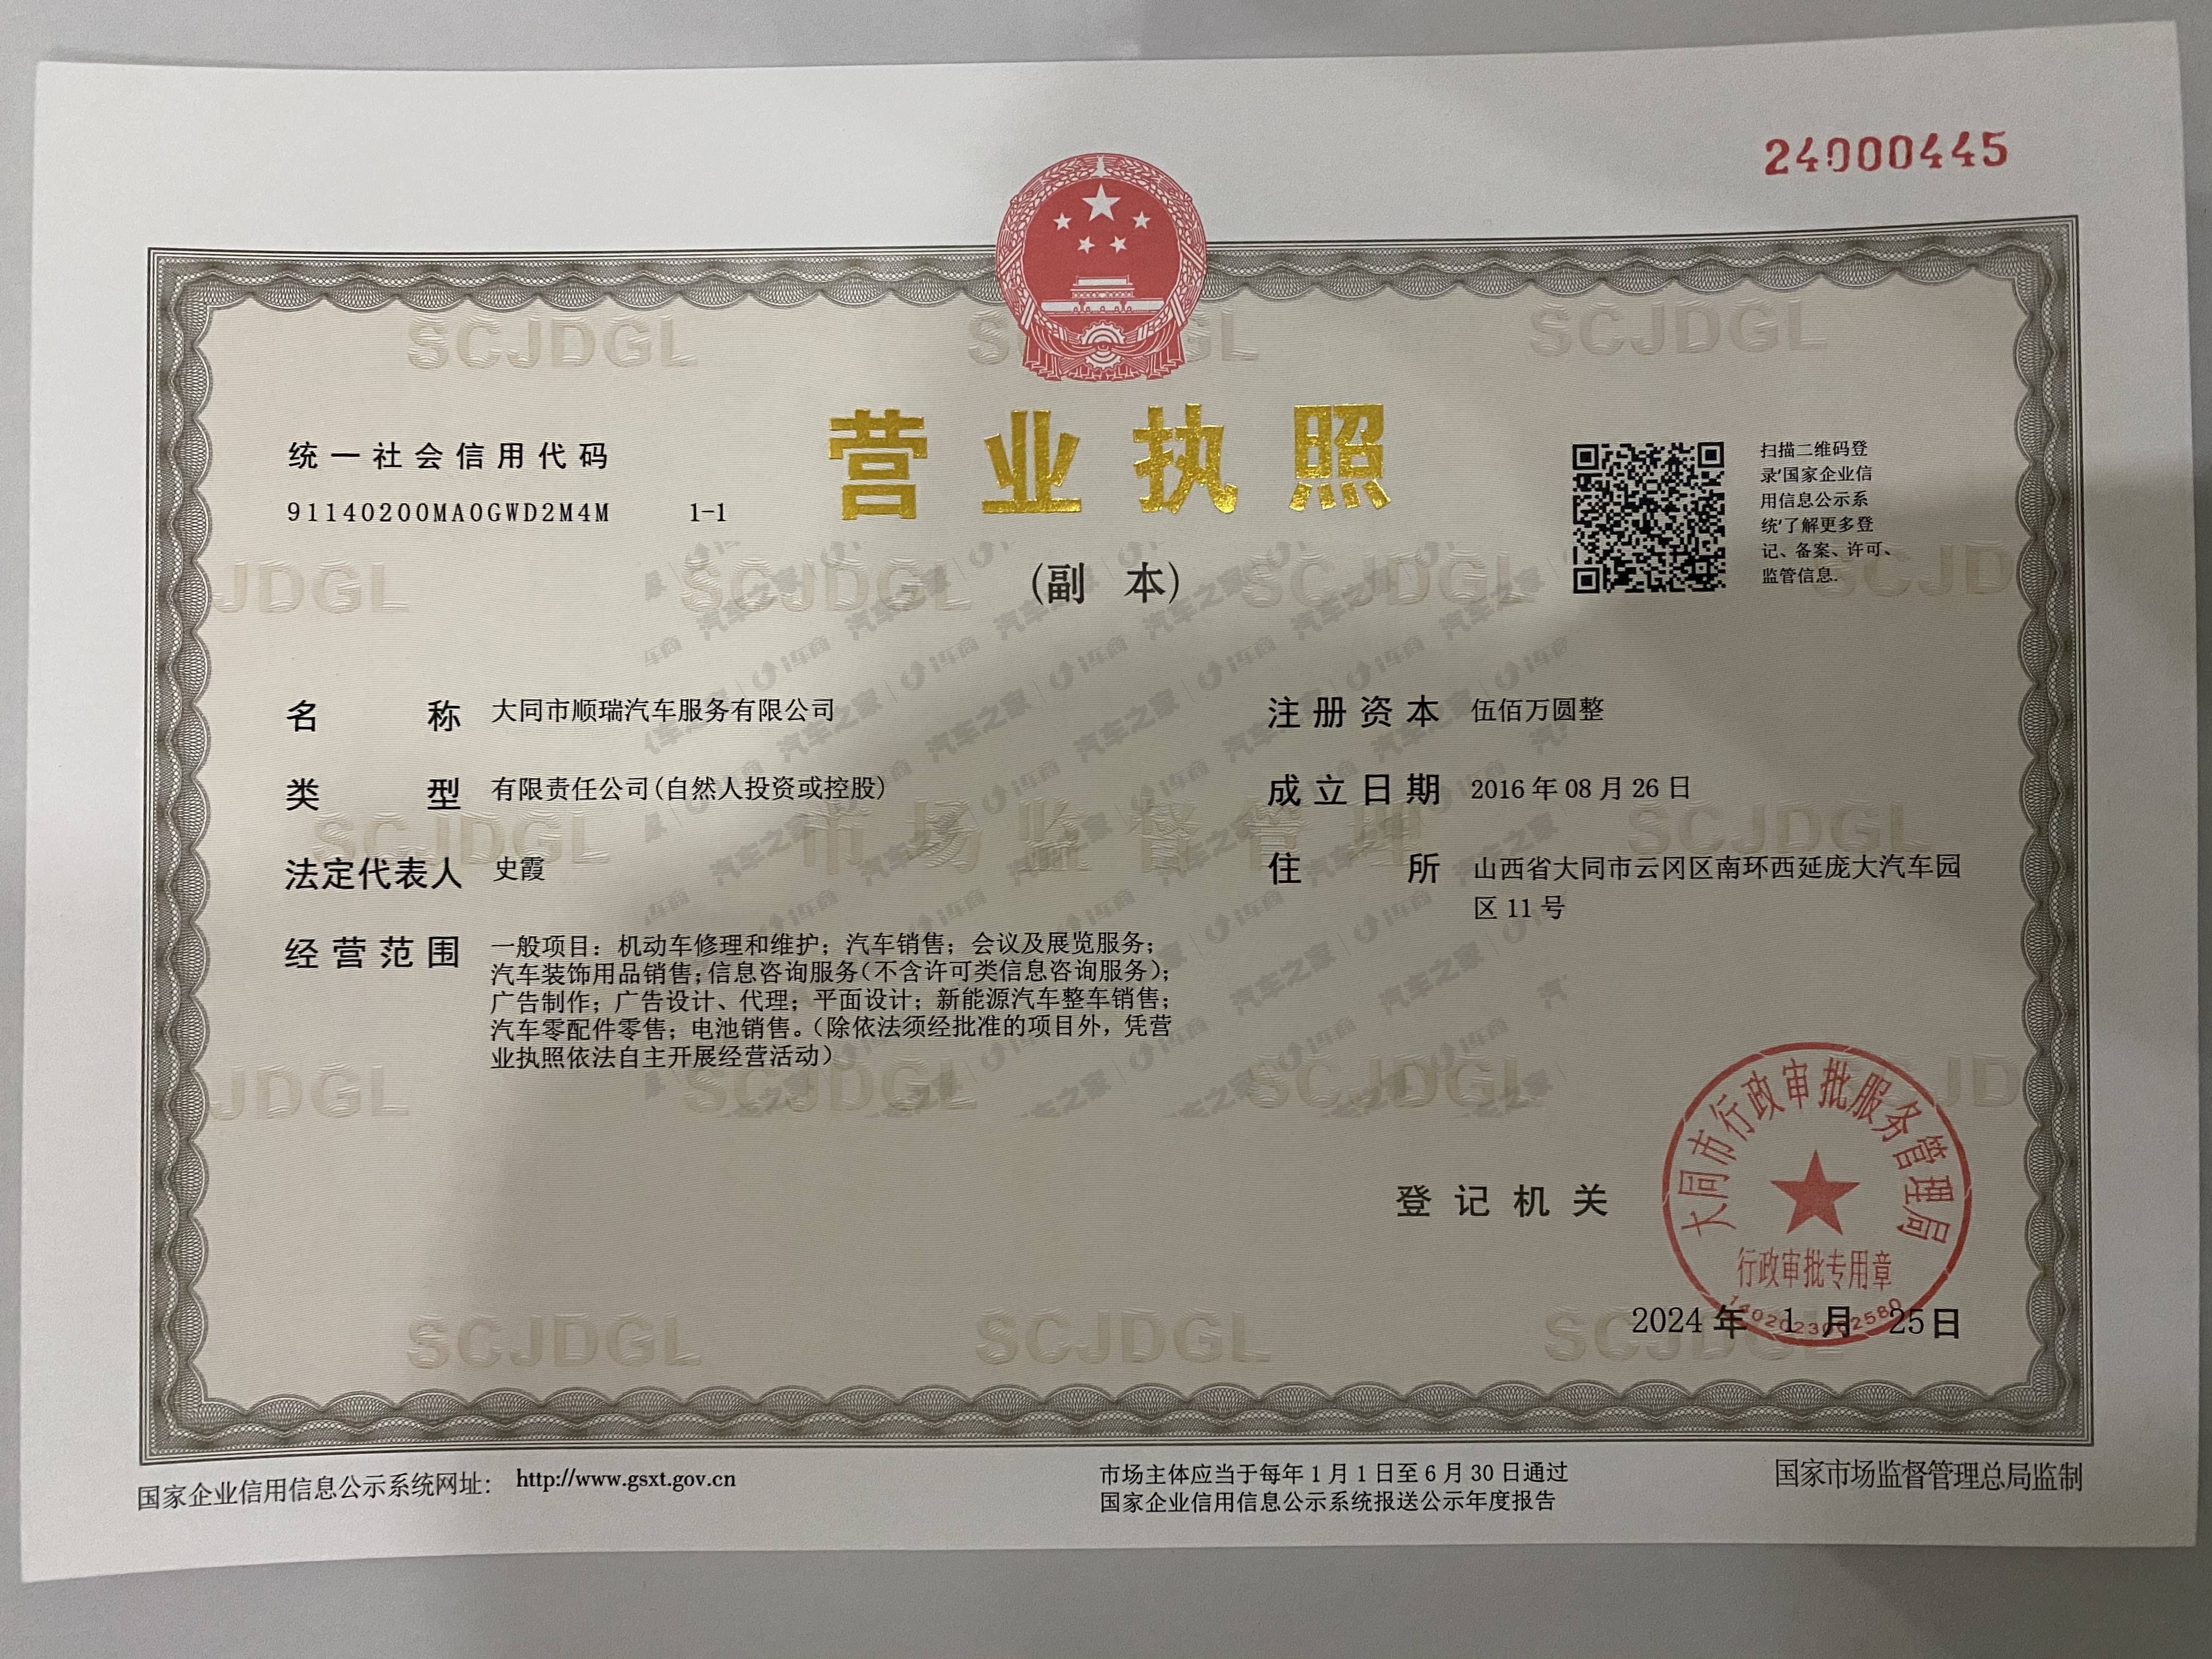 24000445
营业执照
(副 本)
统一社会信用代码
91140200MA0GWD2M4M 1-1
扫描二维码登
录'国家企业信
用信息公示系
统'了解更多登
记、备案、许可、
监管信息.
名 称 大同市顺瑞汽车服务有限公司
类 型 有限责任公司(自然人投资或控股)
法定代表人 史霞
经营范围 一般项目：机动车修理和维护；汽车销售；会议及展览服务；
汽车装饰用品销售；信息咨询服务（不含许可类信息咨询服务）；
广告制作；广告设计、代理；平面设计；新能源汽车整车销售；
汽车零配件零售；电池销售。（除依法须经批准的项目外，凭营
业执照依法自主开展经营活动）
注册资本 伍佰万圆整
成立日期 2016年08月26日
住 所 山西省大同市云冈区南环西延庞大汽车园
区11号
登记机关
大同市行政审批服务管理局
行政审批专用章
2024年 1月 25日
国家企业信用信息公示系统网址： http://www.gsxt.gov.cn
市场主体应当于每年1月1日至6月30日通过
国家企业信用信息公示系统报送公示年度报告
国家市场监督管理总局监制
SCJDGL
市场监督管理
汽车之家
车商